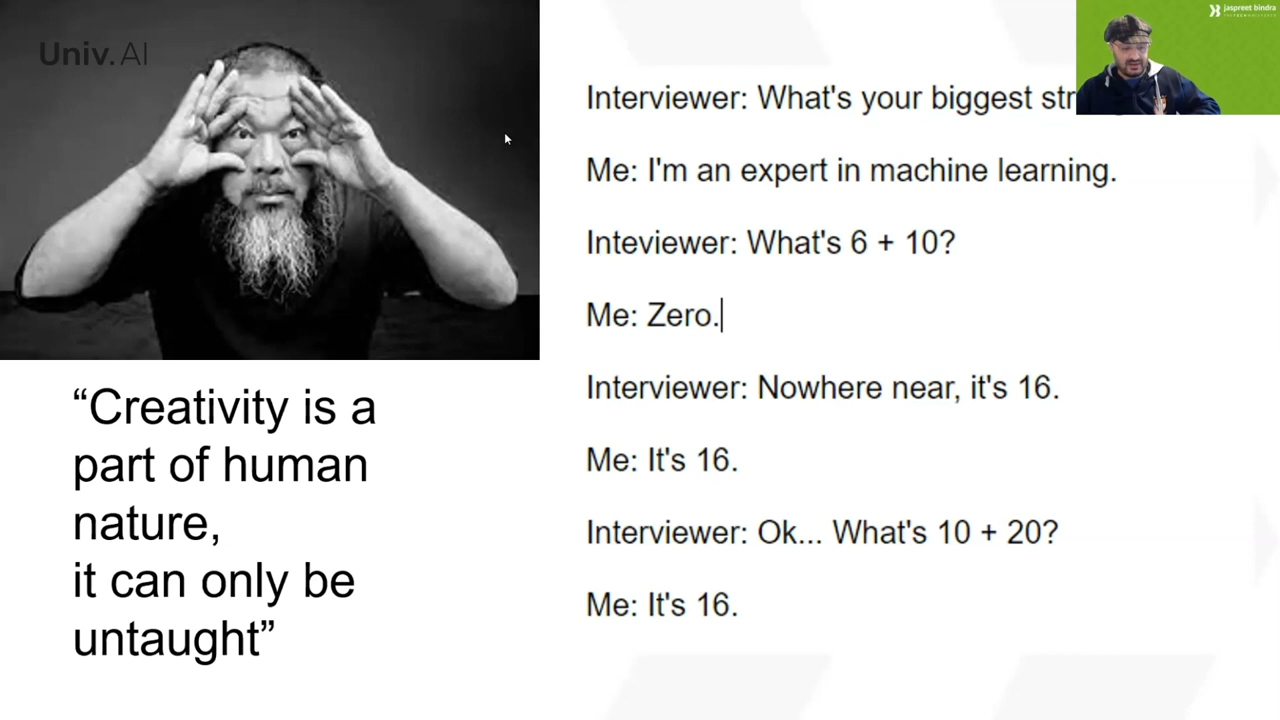 Univ.AI
jaspreet bindra
Interviewer: What's your biggest
Me: I'm an expert in machine learning.
Inteviewer: What's 6 + 10?
Me: Zero.
Interviewer: Nowhere near, it's 16.
Me: It's 16.
Interviewer: Ok... What's 10 + 20?
Me: It's 16.
“Creativity is a
part of human
nature,
it can only be
untaught”